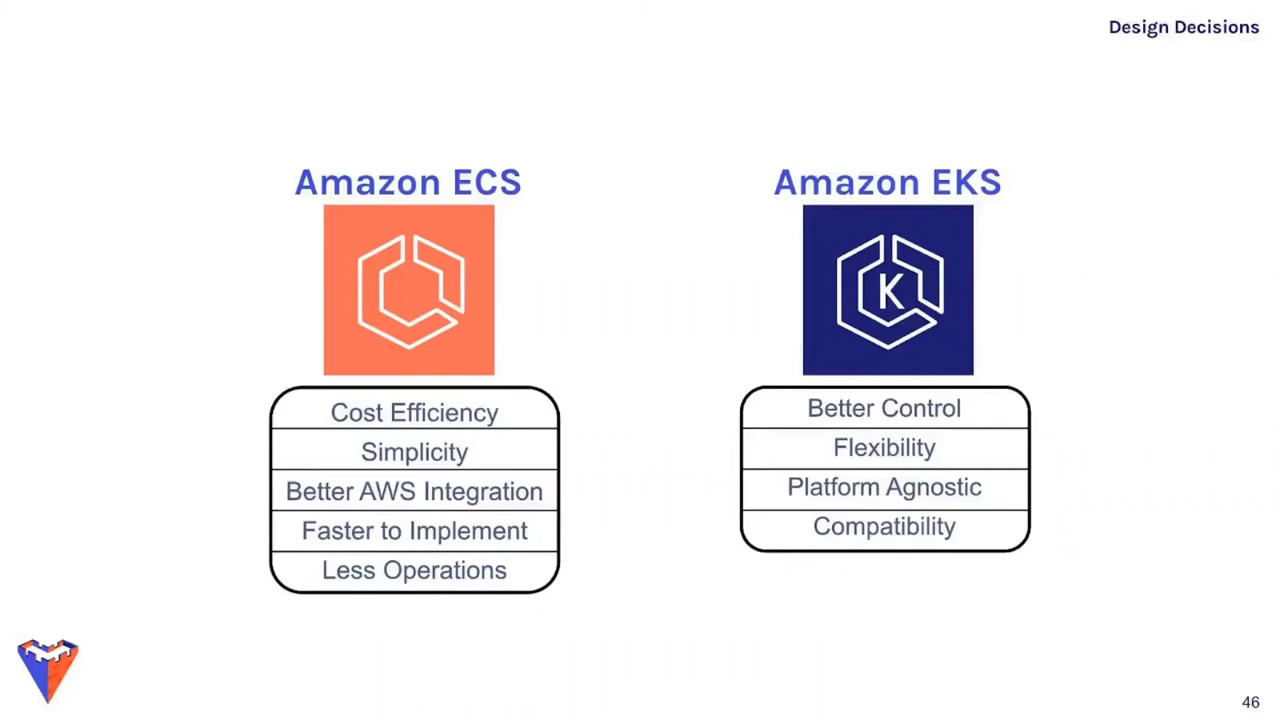 Design Decisions
Amazon ECS
Cost Efficiency
Simplicity
Better AWS Integration
Faster to Implement
Less Operations
Amazon EKS
K
Better Control
Flexibility
Platform Agnostic
Compatibility
46